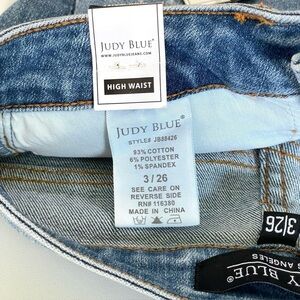 JUDY BLUE
WWW.JUDYBLUEJEANS.COM
HIGH WAIST
JUDY BLUE®
STYLE# JB88426
93% COTTON
6% POLYESTER
1% SPANDEX
3 / 26
SEE CARE ON
REVERSE SIDE
RN# 116380
MADE IN
CHINA
3|26
Y BLUE
S ANGELES